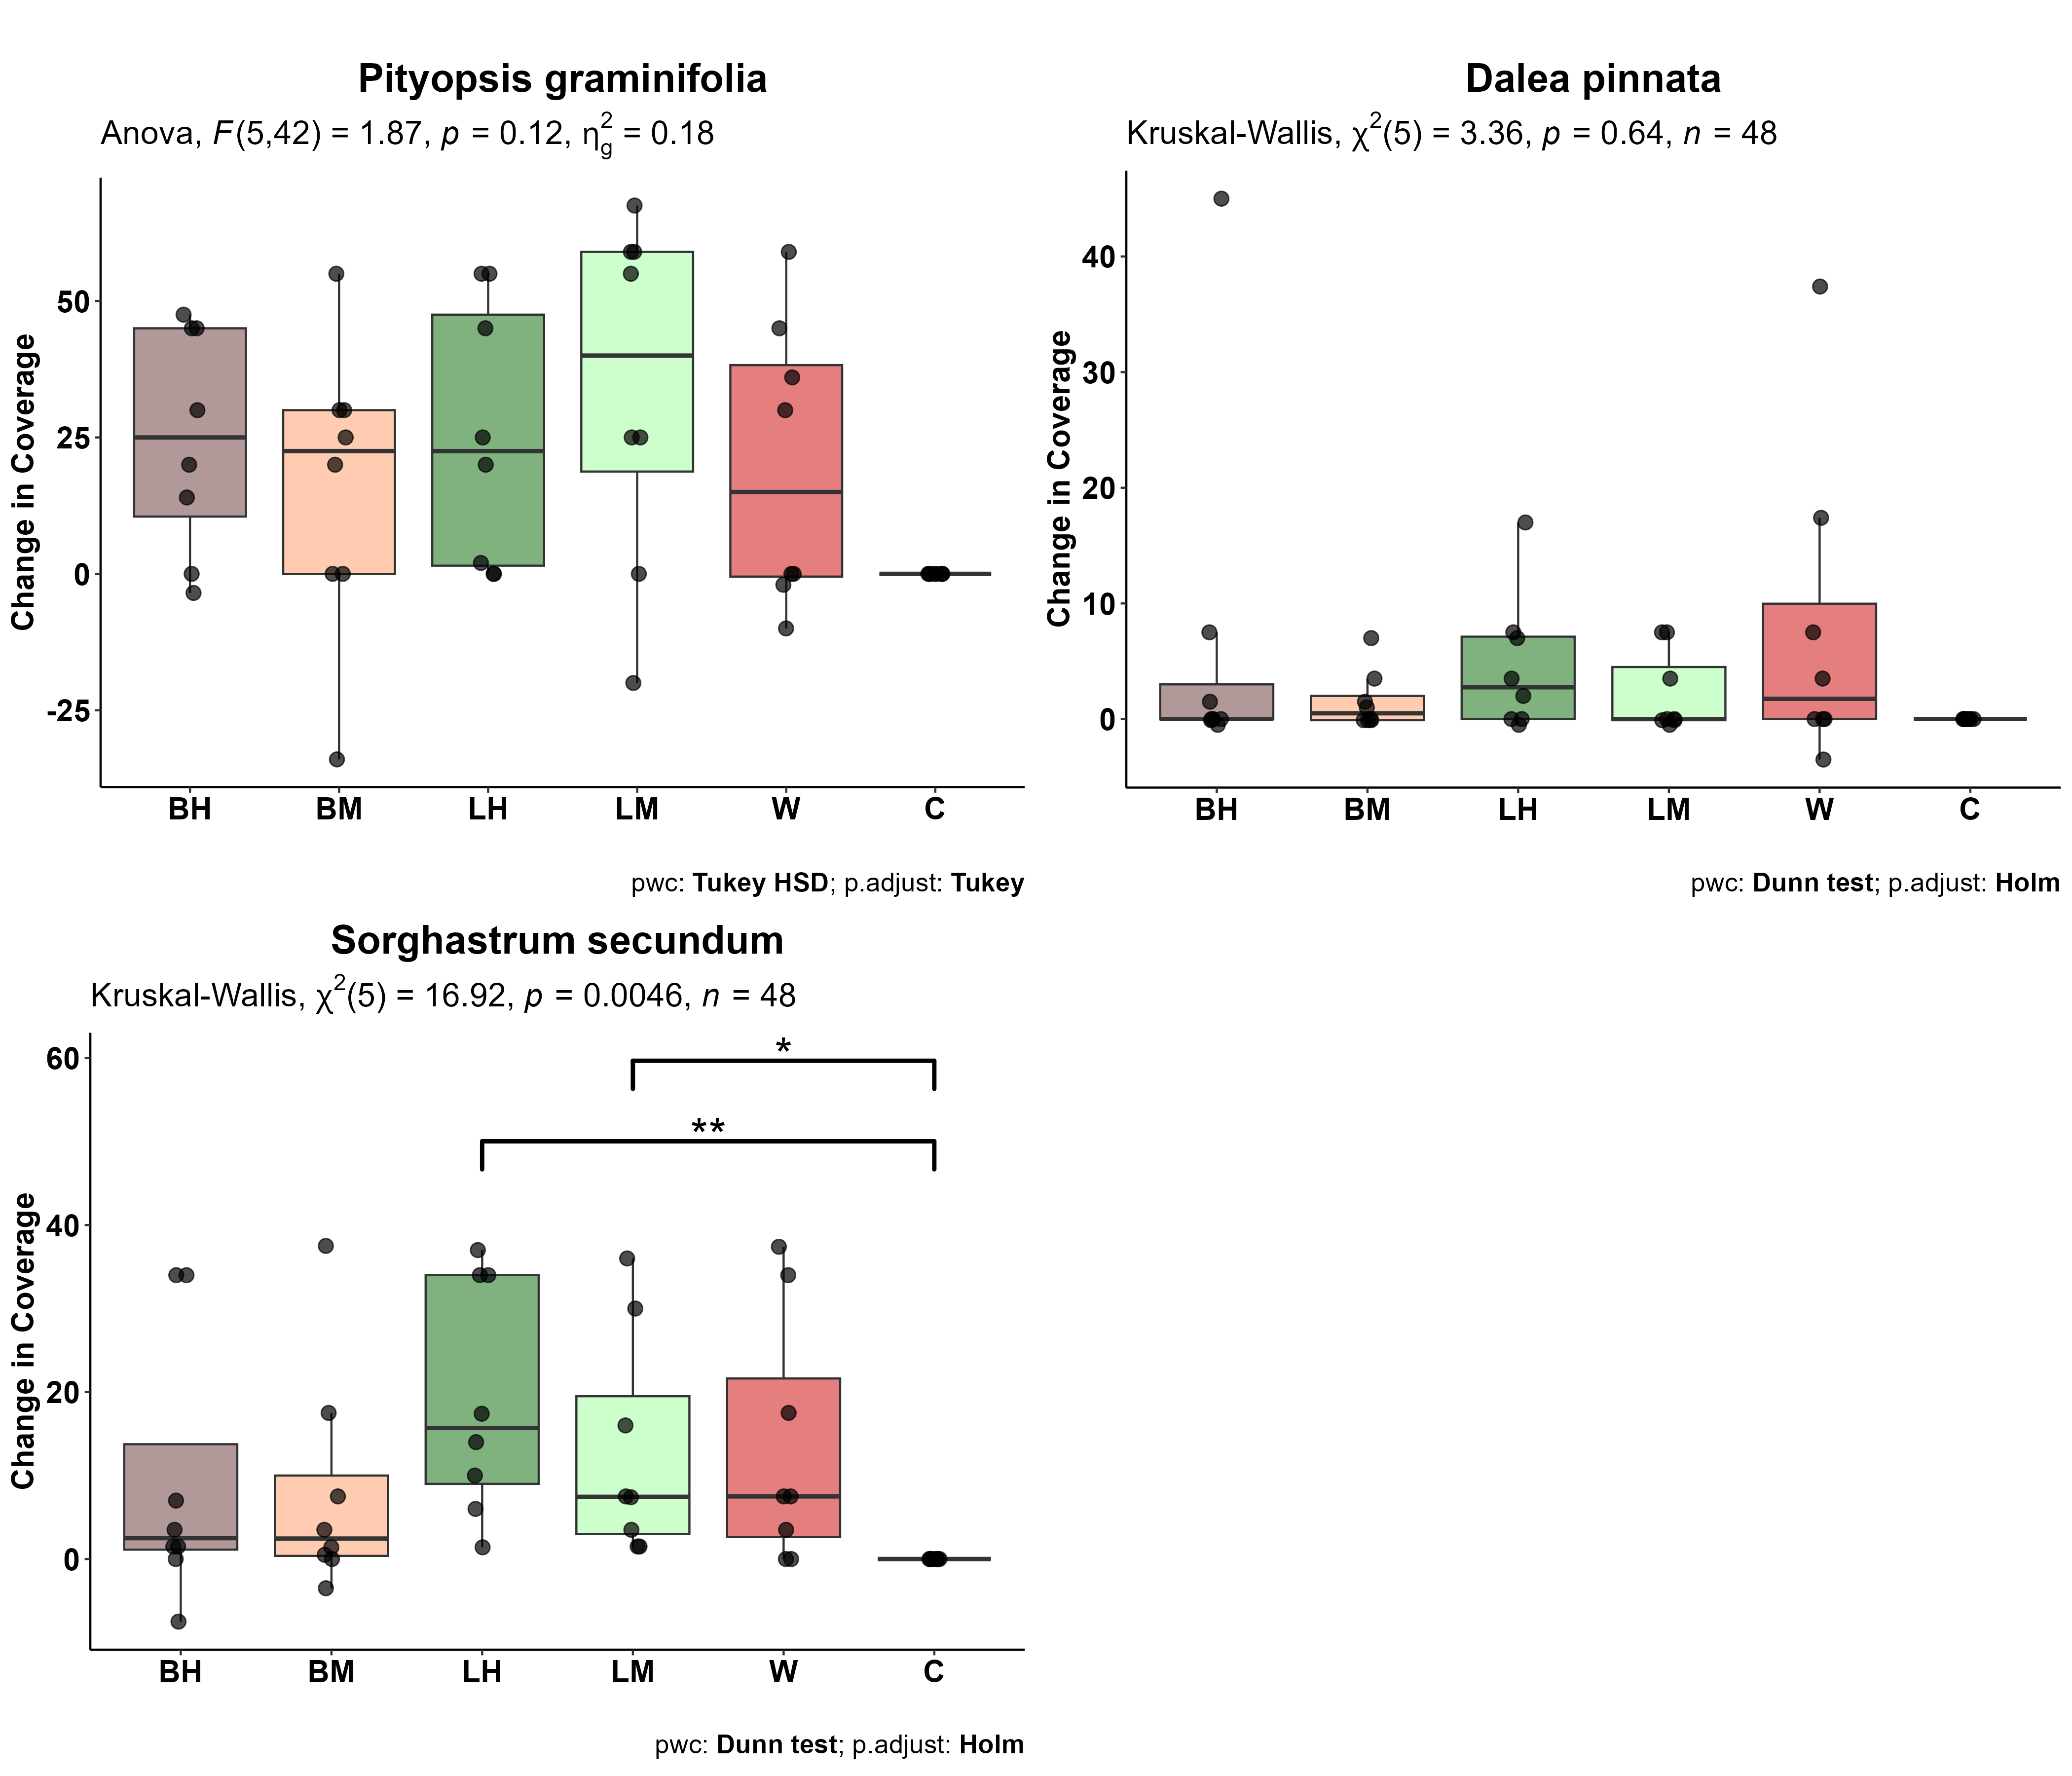 Pityopsis graminifolia
Anova, F(5,42) = 1.87, p = 0.12, η²g = 0.18
Change in Coverage
50
25
0
-25
BH BM LH LM W C
pwc: Tukey HSD; p.adjust: Tukey
Dalea pinnata
Kruskal-Wallis, χ²(5) = 3.36, p = 0.64, n = 48
Change in Coverage
40
30
20
10
0
BH BM LH LM W C
pwc: Dunn test; p.adjust: Holm
Sorghastrum secundum
Kruskal-Wallis, χ²(5) = 16.92, p = 0.0046, n = 48
Change in Coverage
60
40
20
0
*
**
BH BM LH LM W C
pwc: Dunn test; p.adjust: Holm